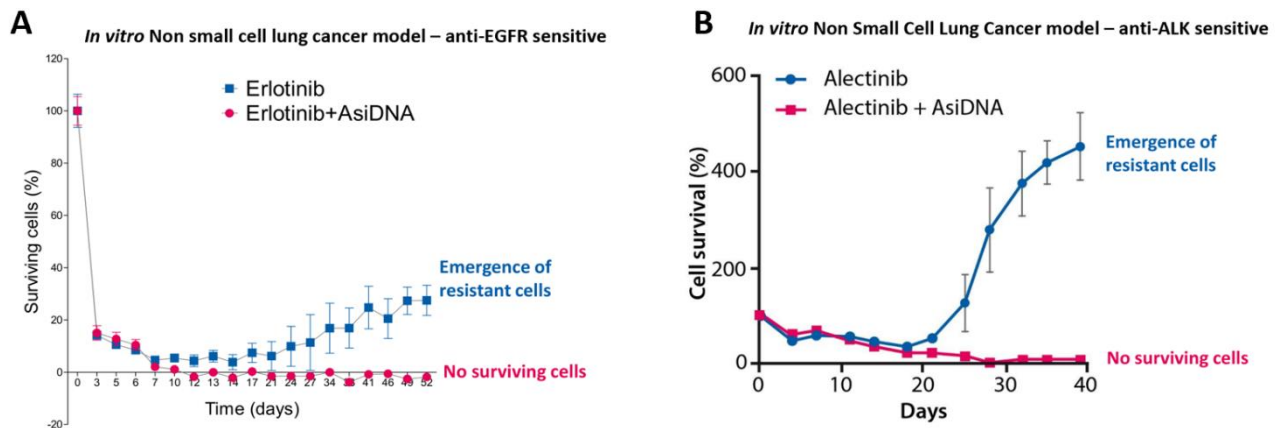 A
In vitro Non small cell lung cancer model – anti-EGFR sensitive
120
100
80
60
40
20
0
-20
Surviving cells (%)
Erlotinib
Erlotinib+AsiDNA
Emergence of
resistant cells
No surviving cells
0 3 5 6 7 10 12 13 14 17 21 24 27 34 41 46 49 52
Time (days)
B
In vitro Non Small Cell Lung Cancer model – anti-ALK sensitive
600
400
200
0
Cell survival (%)
Alectinib
Alectinib + AsiDNA
Emergence of
resistant cells
No surviving cells
0 10 20 30 40
Days